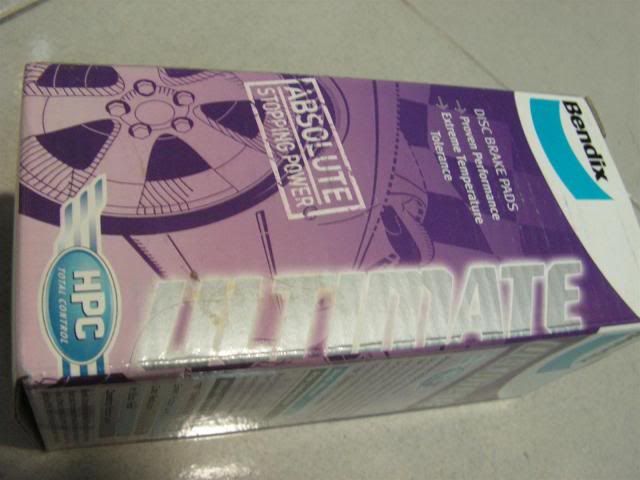 Bendix
DISC BRAKE PADS
Proven Performance
Extreme Temperature
Tolerance
ABSOLUTE
STOPPING POWER
ULTIMATE
HPC
TOTAL CONTROL